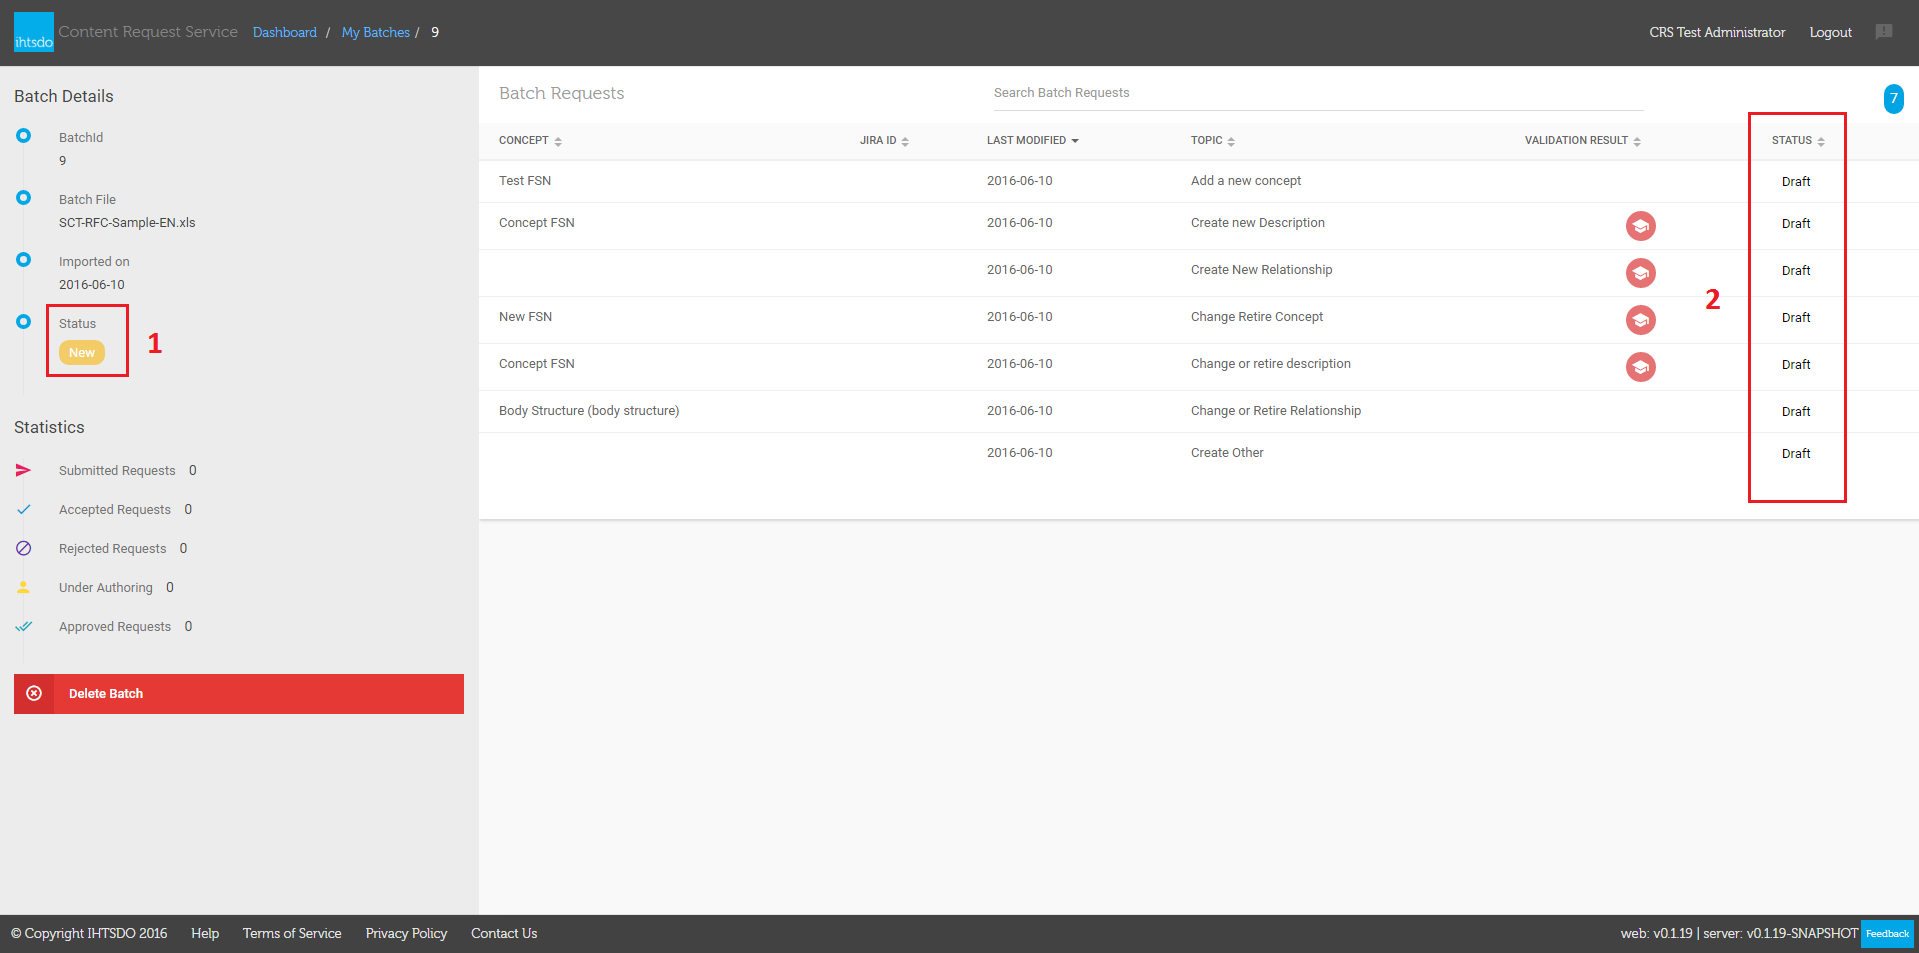 ihtsdo Content Request Service Dashboard / My Batches / 9 CRS Test Administrator Logout
Batch Details
BatchId
9
Batch File
SCT-RFC-Sample-EN.xls
Imported on
2016-06-10
Status
New
1
Statistics
Submitted Requests 0
Accepted Requests 0
Rejected Requests 0
Under Authoring 0
Approved Requests 0
Delete Batch
Batch Requests Search Batch Requests 7
CONCEPT JIRA ID LAST MODIFIED TOPIC VALIDATION RESULT STATUS
Test FSN 2016-06-10 Add a new concept Draft
Concept FSN 2016-06-10 Create new Description Draft
2016-06-10 Create New Relationship Draft
2
New FSN 2016-06-10 Change Retire Concept Draft
Concept FSN 2016-06-10 Change or retire description Draft
Body Structure (body structure) 2016-06-10 Change or Retire Relationship Draft
2016-06-10 Create Other Draft
© Copyright IHTSDO 2016 Help Terms of Service Privacy Policy Contact Us web: v0.1.19 | server: v0.1.19-SNAPSHOT Feedback